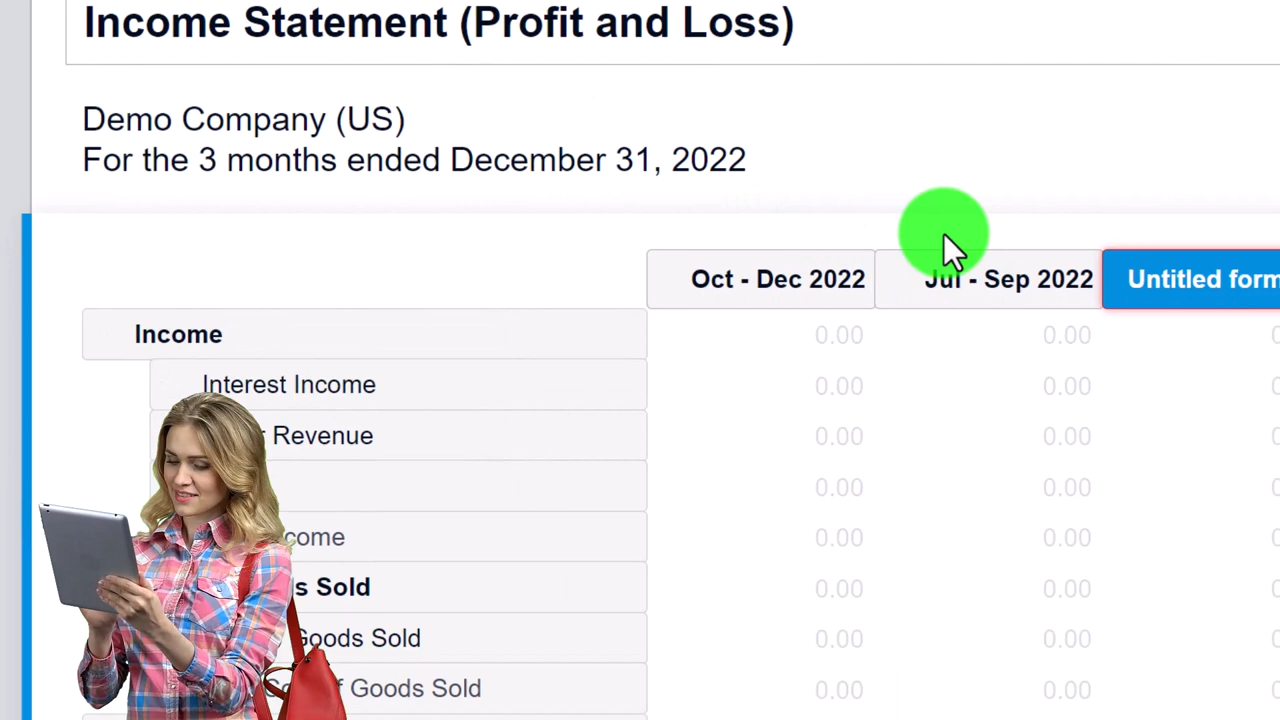 Income Statement (Profit and Loss)
Demo Company (US)
For the 3 months ended December 31, 2022
Oct - Dec 2022 Jul - Sep 2022 Untitled
Income 0.00 0.00
Interest Income 0.00 0.00
Revenue 0.00 0.00
0.00 0.00
0.00 0.00
Sold 0.00 0.00
Goods Sold 0.00 0.00
Goods Sold 0.00 0.00